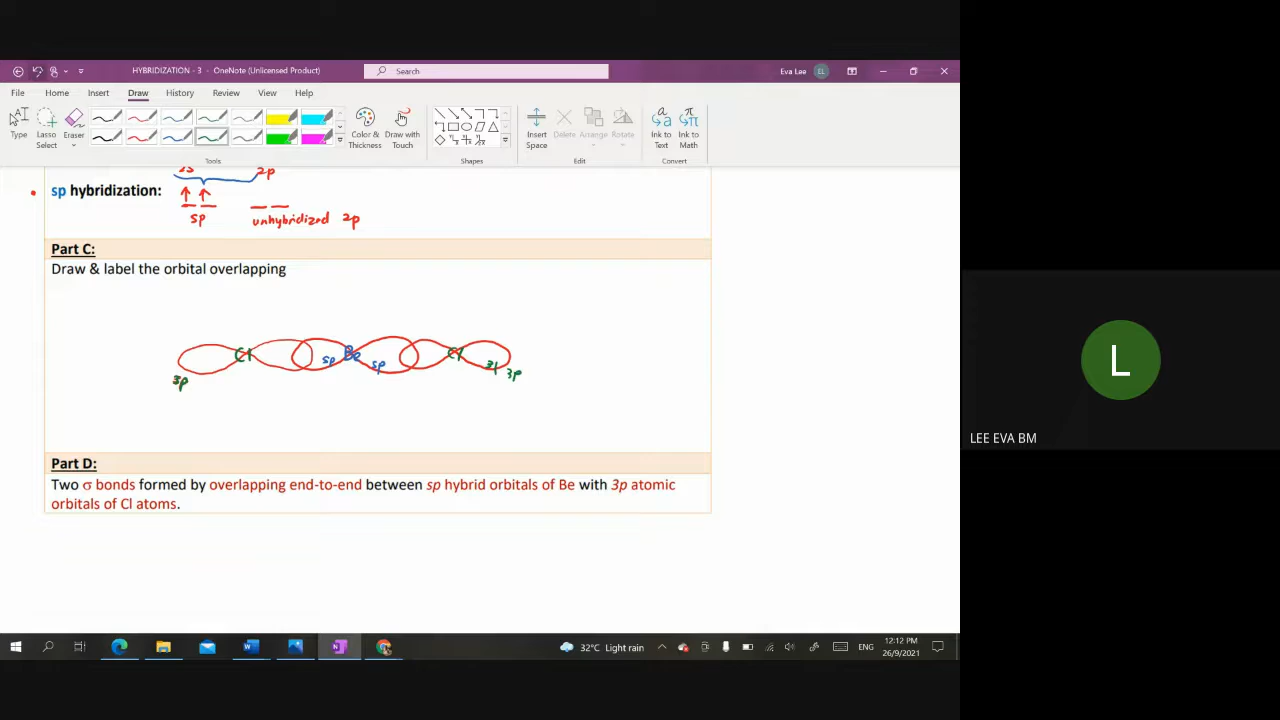 HYBRIDIZATION - 3 - OneNote (Unlicensed Product)
Search
Eva Lee
EL
File
Home
Insert
Draw
History
Review
View
Help
Type
Lasso Select
Eraser
Color & Thickness
Draw with Touch
Insert Space
Delete
Arrange
Rotate
Ink to Text
Ink to Math
Tools
Shapes
Edit
Convert
2p
sp hybridization:
sp
unhybridized 2p
Part C:
Draw & label the orbital overlapping
Cl
sp
Be
sp
Cl
3p
3p
Part D:
Two σ bonds formed by overlapping end-to-end between sp hybrid orbitals of Be with 3p atomic
orbitals of Cl atoms.
L
LEE EVA BM
32°C Light rain
ENG
12:12 PM
26/9/2021